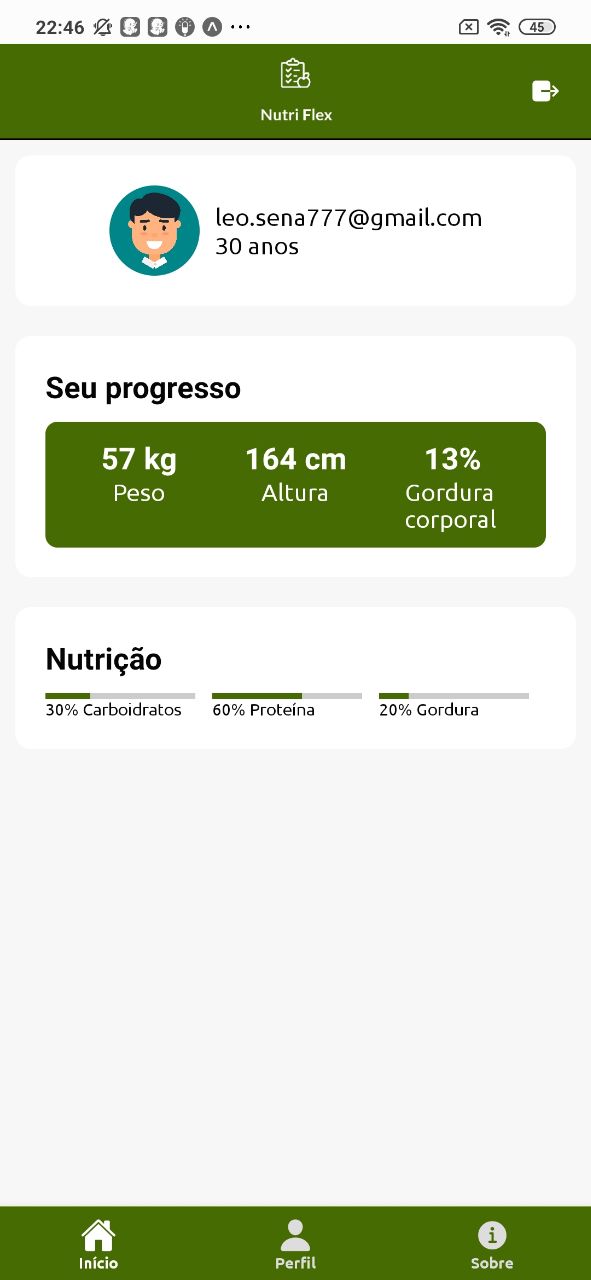 22:46 45
Nutri Flex
leo.sena777@gmail.com
30 anos
Seu progresso
57 kg 164 cm 13%
Peso Altura Gordura
corporal
Nutrição
30% Carboidratos 60% Proteína 20% Gordura
Início Perfil Sobre